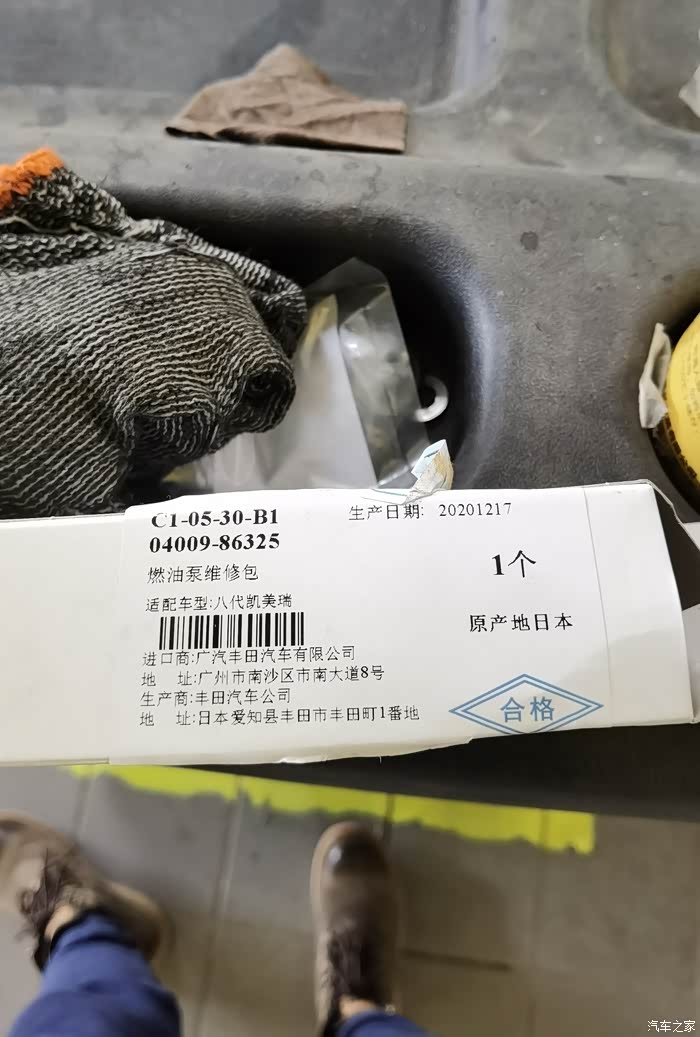 C1-05-30-B1
生产日期: 20201217
04009-86325
1个
燃油泵维修包
适配车型:八代凯美瑞
原产地日本
进口商:广汽丰田汽车有限公司
地 址:广州市南沙区市南大道8号
生产商:丰田汽车公司
合格
地 址:日本爱知县丰田市丰田町1番地
汽车之家